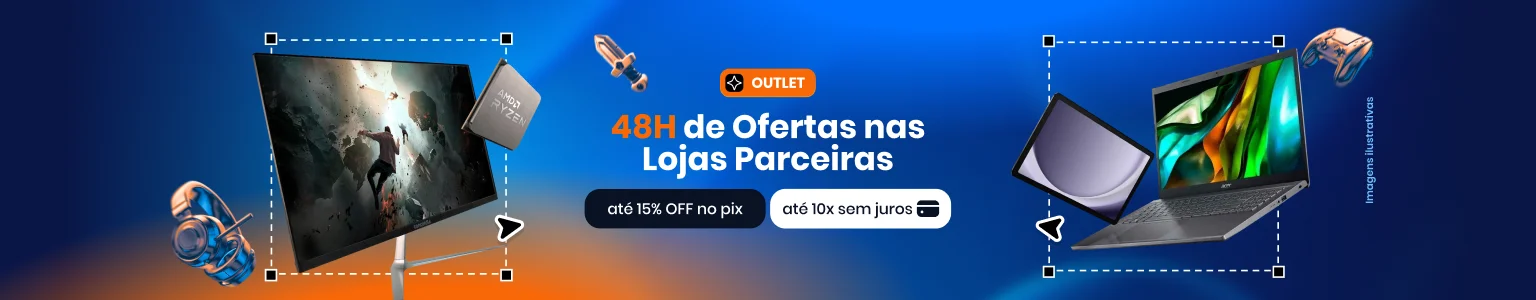 OUTLET
48H de Ofertas nas
Lojas Parceiras
até 15% OFF no pix
até 10x sem juros
AMD
RYZEN
acer
Imagens ilustrativas